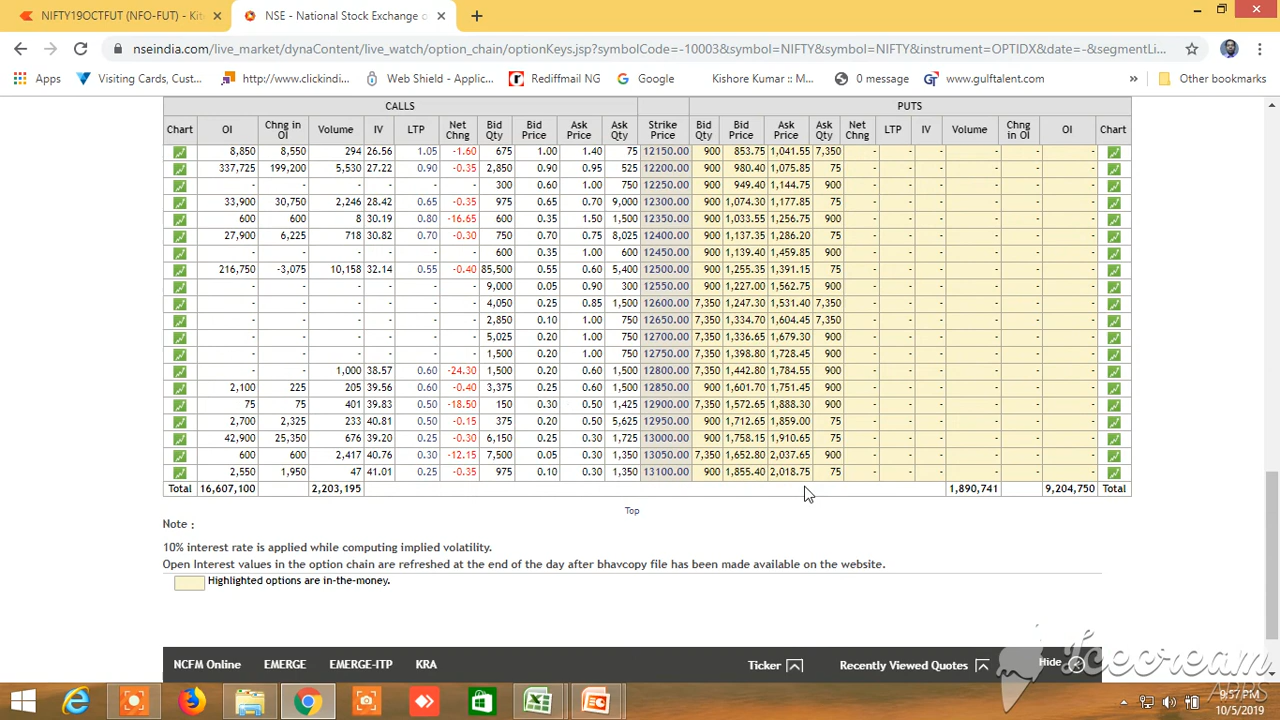 NIFTY19OCTFUT (NFO-FUT) - Kit
NSE - National Stock Exchange o
nseindia.com/live_market/dynaContent/live_watch/option_chain/optionKeys.jsp?symbolCode=-10003&symbol=NIFTY&symbol=NIFTY&instrument=OPTIDX&date=-&segmentLi...
Apps Visiting Cards, Cust... http://www.clickindi... Web Shield - Applic... Rediffmail NG Google Kishore Kumar :: M... 0 message www.gulftalent.com » Other bookmarks
CALLS PUTS
Chart OI Chng in OI Volume IV LTP Net Chng Bid Qty Bid Price Ask Price Ask Qty Strike Price Bid Qty Bid Price Ask Price Ask Qty Net Chng LTP IV Volume Chng in OI OI Chart
8,850 8,550 294 26.56 1.05 -1.60 675 1.00 1.40 75 12150.00 900 853.75 1,041.55 7,350 - - - - - -
337,725 199,200 5,530 27.22 0.90 -0.35 2,850 0.90 0.95 525 12200.00 900 980.40 1,075.85 75 - - - - - -
- - - - - - 300 0.60 1.00 750 12250.00 900 949.40 1,144.75 900 - - - - - -
33,900 30,750 2,246 28.42 0.65 -0.35 975 0.65 0.70 9,000 12300.00 900 1,074.30 1,177.85 75 - - - - - -
600 600 8 30.19 0.80 -16.65 600 0.35 1.50 1,500 12350.00 900 1,033.55 1,256.75 900 - - - - - -
27,900 6,225 718 30.82 0.70 -0.30 750 0.70 0.75 8,025 12400.00 900 1,137.35 1,286.20 75 - - - - - -
- - - - - - 600 0.35 1.00 600 12450.00 900 1,139.40 1,459.85 900 - - - - - -
216,750 -3,075 10,158 32.14 0.55 -0.40 85,500 0.55 0.60 5,400 12500.00 900 1,255.35 1,391.15 75 - - - - - -
- - - - - - 9,000 0.05 0.90 300 12550.00 900 1,227.00 1,562.75 900 - - - - - -
- - - - - - 4,050 0.25 0.85 1,500 12600.00 7,350 1,247.30 1,531.40 7,350 - - - - - -
- - - - - - 2,850 0.10 1.00 750 12650.00 7,350 1,334.70 1,604.45 7,350 - - - - - -
- - - - - - 5,025 0.20 1.00 750 12700.00 7,350 1,336.65 1,679.30 900 - - - - - -
- - - - - - 1,500 0.20 1.00 750 12750.00 7,350 1,398.80 1,728.45 900 - - - - - -
- - 1,000 38.57 0.60 -24.30 1,500 0.20 0.60 1,500 12800.00 7,350 1,442.80 1,784.55 900 - - - - - -
2,100 225 205 39.56 0.60 -0.40 3,375 0.25 0.60 1,500 12850.00 900 1,601.70 1,751.45 900 - - - - - -
75 75 401 39.83 0.50 -18.50 150 0.30 0.50 1,425 12900.00 7,350 1,572.65 1,888.30 900 - - - - - -
2,700 2,325 233 40.81 0.50 -0.15 375 0.20 0.50 5,625 12950.00 900 1,712.65 1,859.00 75 - - - - - -
42,900 25,350 676 39.20 0.25 -0.30 6,150 0.25 0.30 1,725 13000.00 900 1,758.15 1,910.65 75 - - - - - -
600 600 2,417 40.76 0.30 -12.15 7,500 0.05 0.30 1,350 13050.00 7,350 1,652.80 2,037.65 900 - - - - - -
2,550 1,950 47 41.01 0.25 -0.35 975 0.10 0.30 1,350 13100.00 900 1,855.40 2,018.75 75 - - - - - -
Total 16,607,100 2,203,195 1,890,741 9,204,750 Total
Top
Note :
10% interest rate is applied while computing implied volatility.
Open Interest values in the option chain are refreshed at the end of the day after bhavcopy file has been made available on the website.
Highlighted options are in-the-money.
NCFM Online EMERGE EMERGE-ITP KRA Ticker Recently Viewed Quotes Hide
Icecream
APPS
9:57 PM
10/5/2019